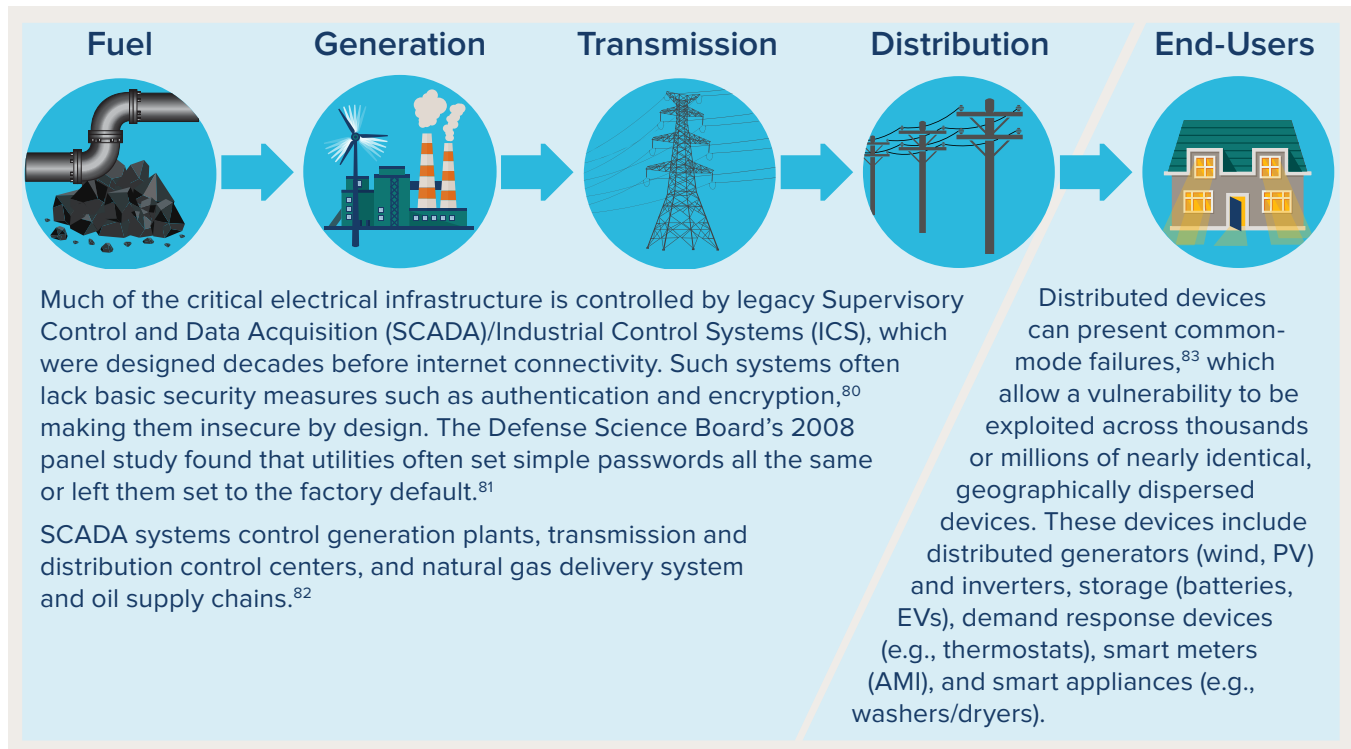 Fuel
Generation
Transmission
Distribution
End-Users
Much of the critical electrical infrastructure is controlled by legacy Supervisory
Control and Data Acquisition (SCADA)/Industrial Control Systems (ICS), which
were designed decades before internet connectivity. Such systems often
lack basic security measures such as authentication and encryption,⁸⁰
making them insecure by design. The Defense Science Board’s 2008
panel study found that utilities often set simple passwords all the same
or left them set to the factory default.⁸¹
SCADA systems control generation plants, transmission and
distribution control centers, and natural gas delivery system
and oil supply chains.⁸²
Distributed devices
can present common-
mode failures,⁸³ which
allow a vulnerability to be
exploited across thousands
or millions of nearly identical,
geographically dispersed
devices. These devices include
distributed generators (wind, PV)
and inverters, storage (batteries,
EVs), demand response devices
(e.g., thermostats), smart meters
(AMI), and smart appliances (e.g.,
washers/dryers).